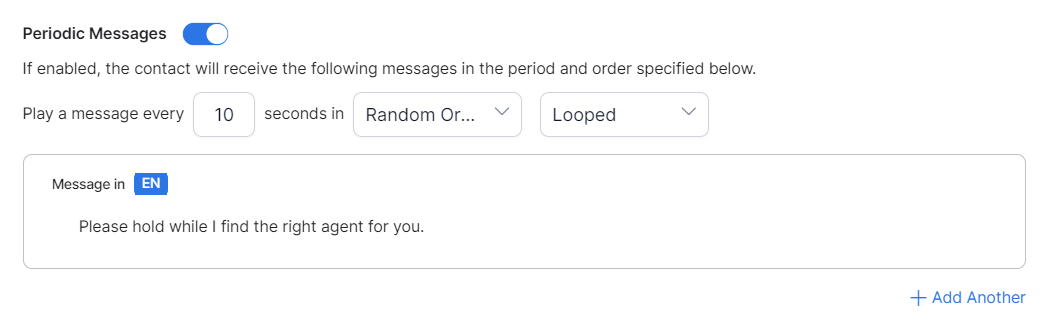 Periodic Messages
If enabled, the contact will receive the following messages in the period and order specified below.
Play a message every 10 seconds in Random Or... Looped
Message in EN
Please hold while I find the right agent for you.
+ Add Another